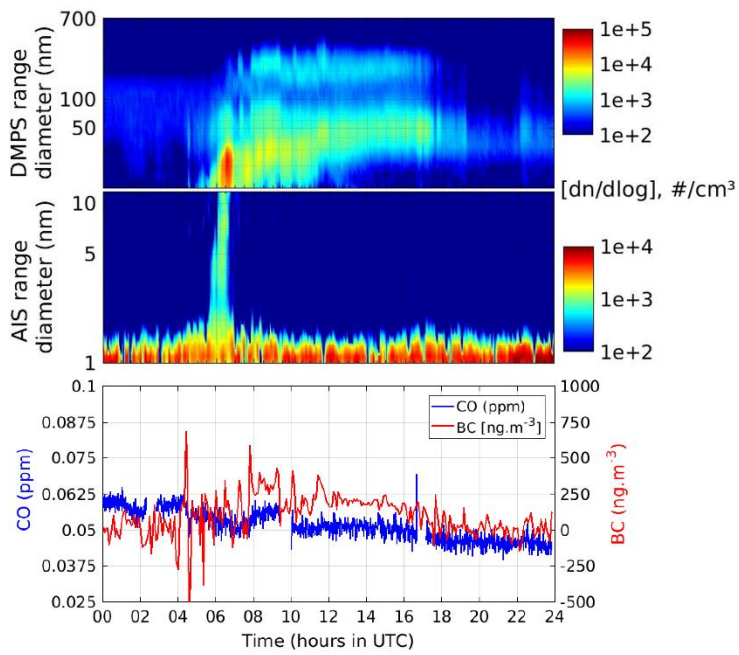 700
100
50
DMPS range
diameter (nm)
1e+5
1e+4
1e+3
1e+2
[dn/dlog], #/cm³
10
5
1
AIS range
diameter (nm)
1e+4
1e+3
1e+2
0.1
0.0875
0.075
0.0625
0.05
0.0375
0.025
CO (ppm)
CO (ppm)
BC [ng.m-3]
1000
750
500
250
0
-250
-500
BC (ng.m-3)
00 02 04 06 08 10 12 14 16 18 20 22 24
Time (hours in UTC)